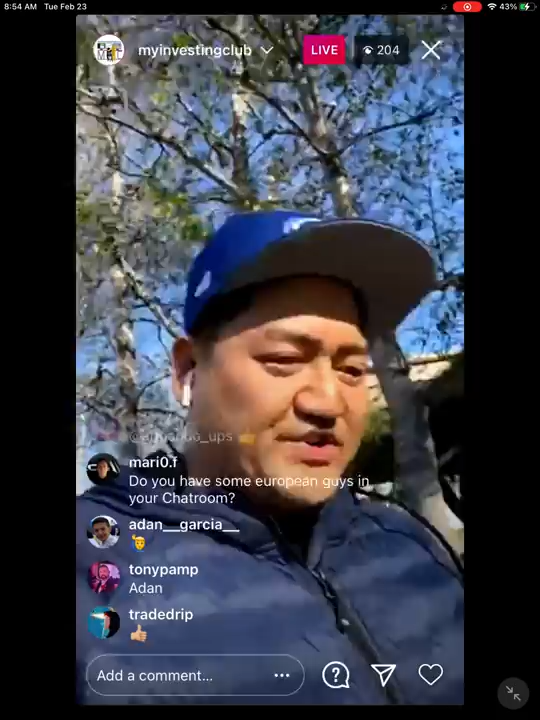 8:54 AM Tue Feb 23
43%
myinvestingclub
LIVE
204
mari0.f
Do you have some european guys in
your Chatroom?
adan__garcia__
tonypamp
Adan
tradedrip
Add a comment...